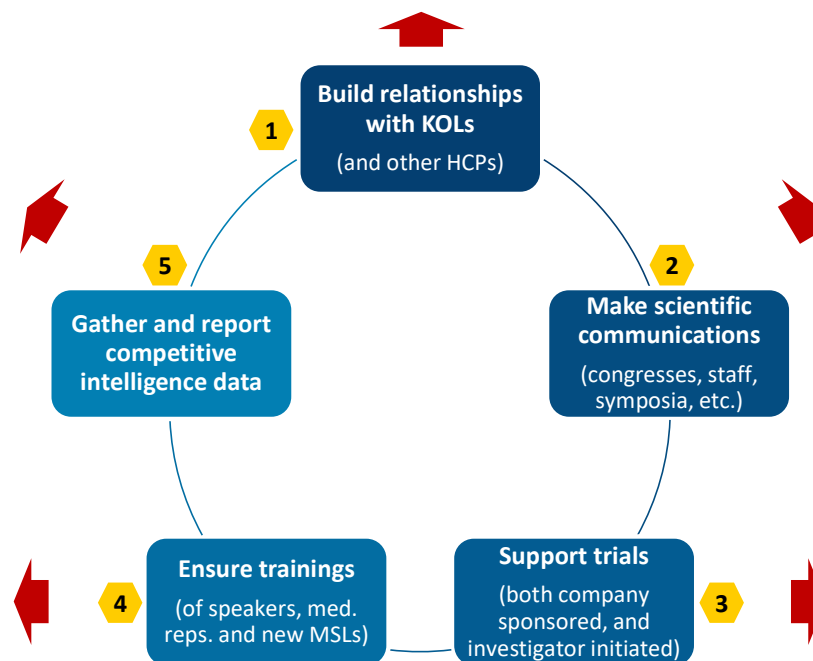 1
Build relationships
with KOLs
(and other HCPs)
2
Make scientific
communications
(congresses, staff,
symposia, etc.)
3
Support trials
(both company
sponsored, and
investigator initiated)
4
Ensure trainings
(of speakers, med.
reps. and new MSLs)
5
Gather and report
competitive
intelligence data